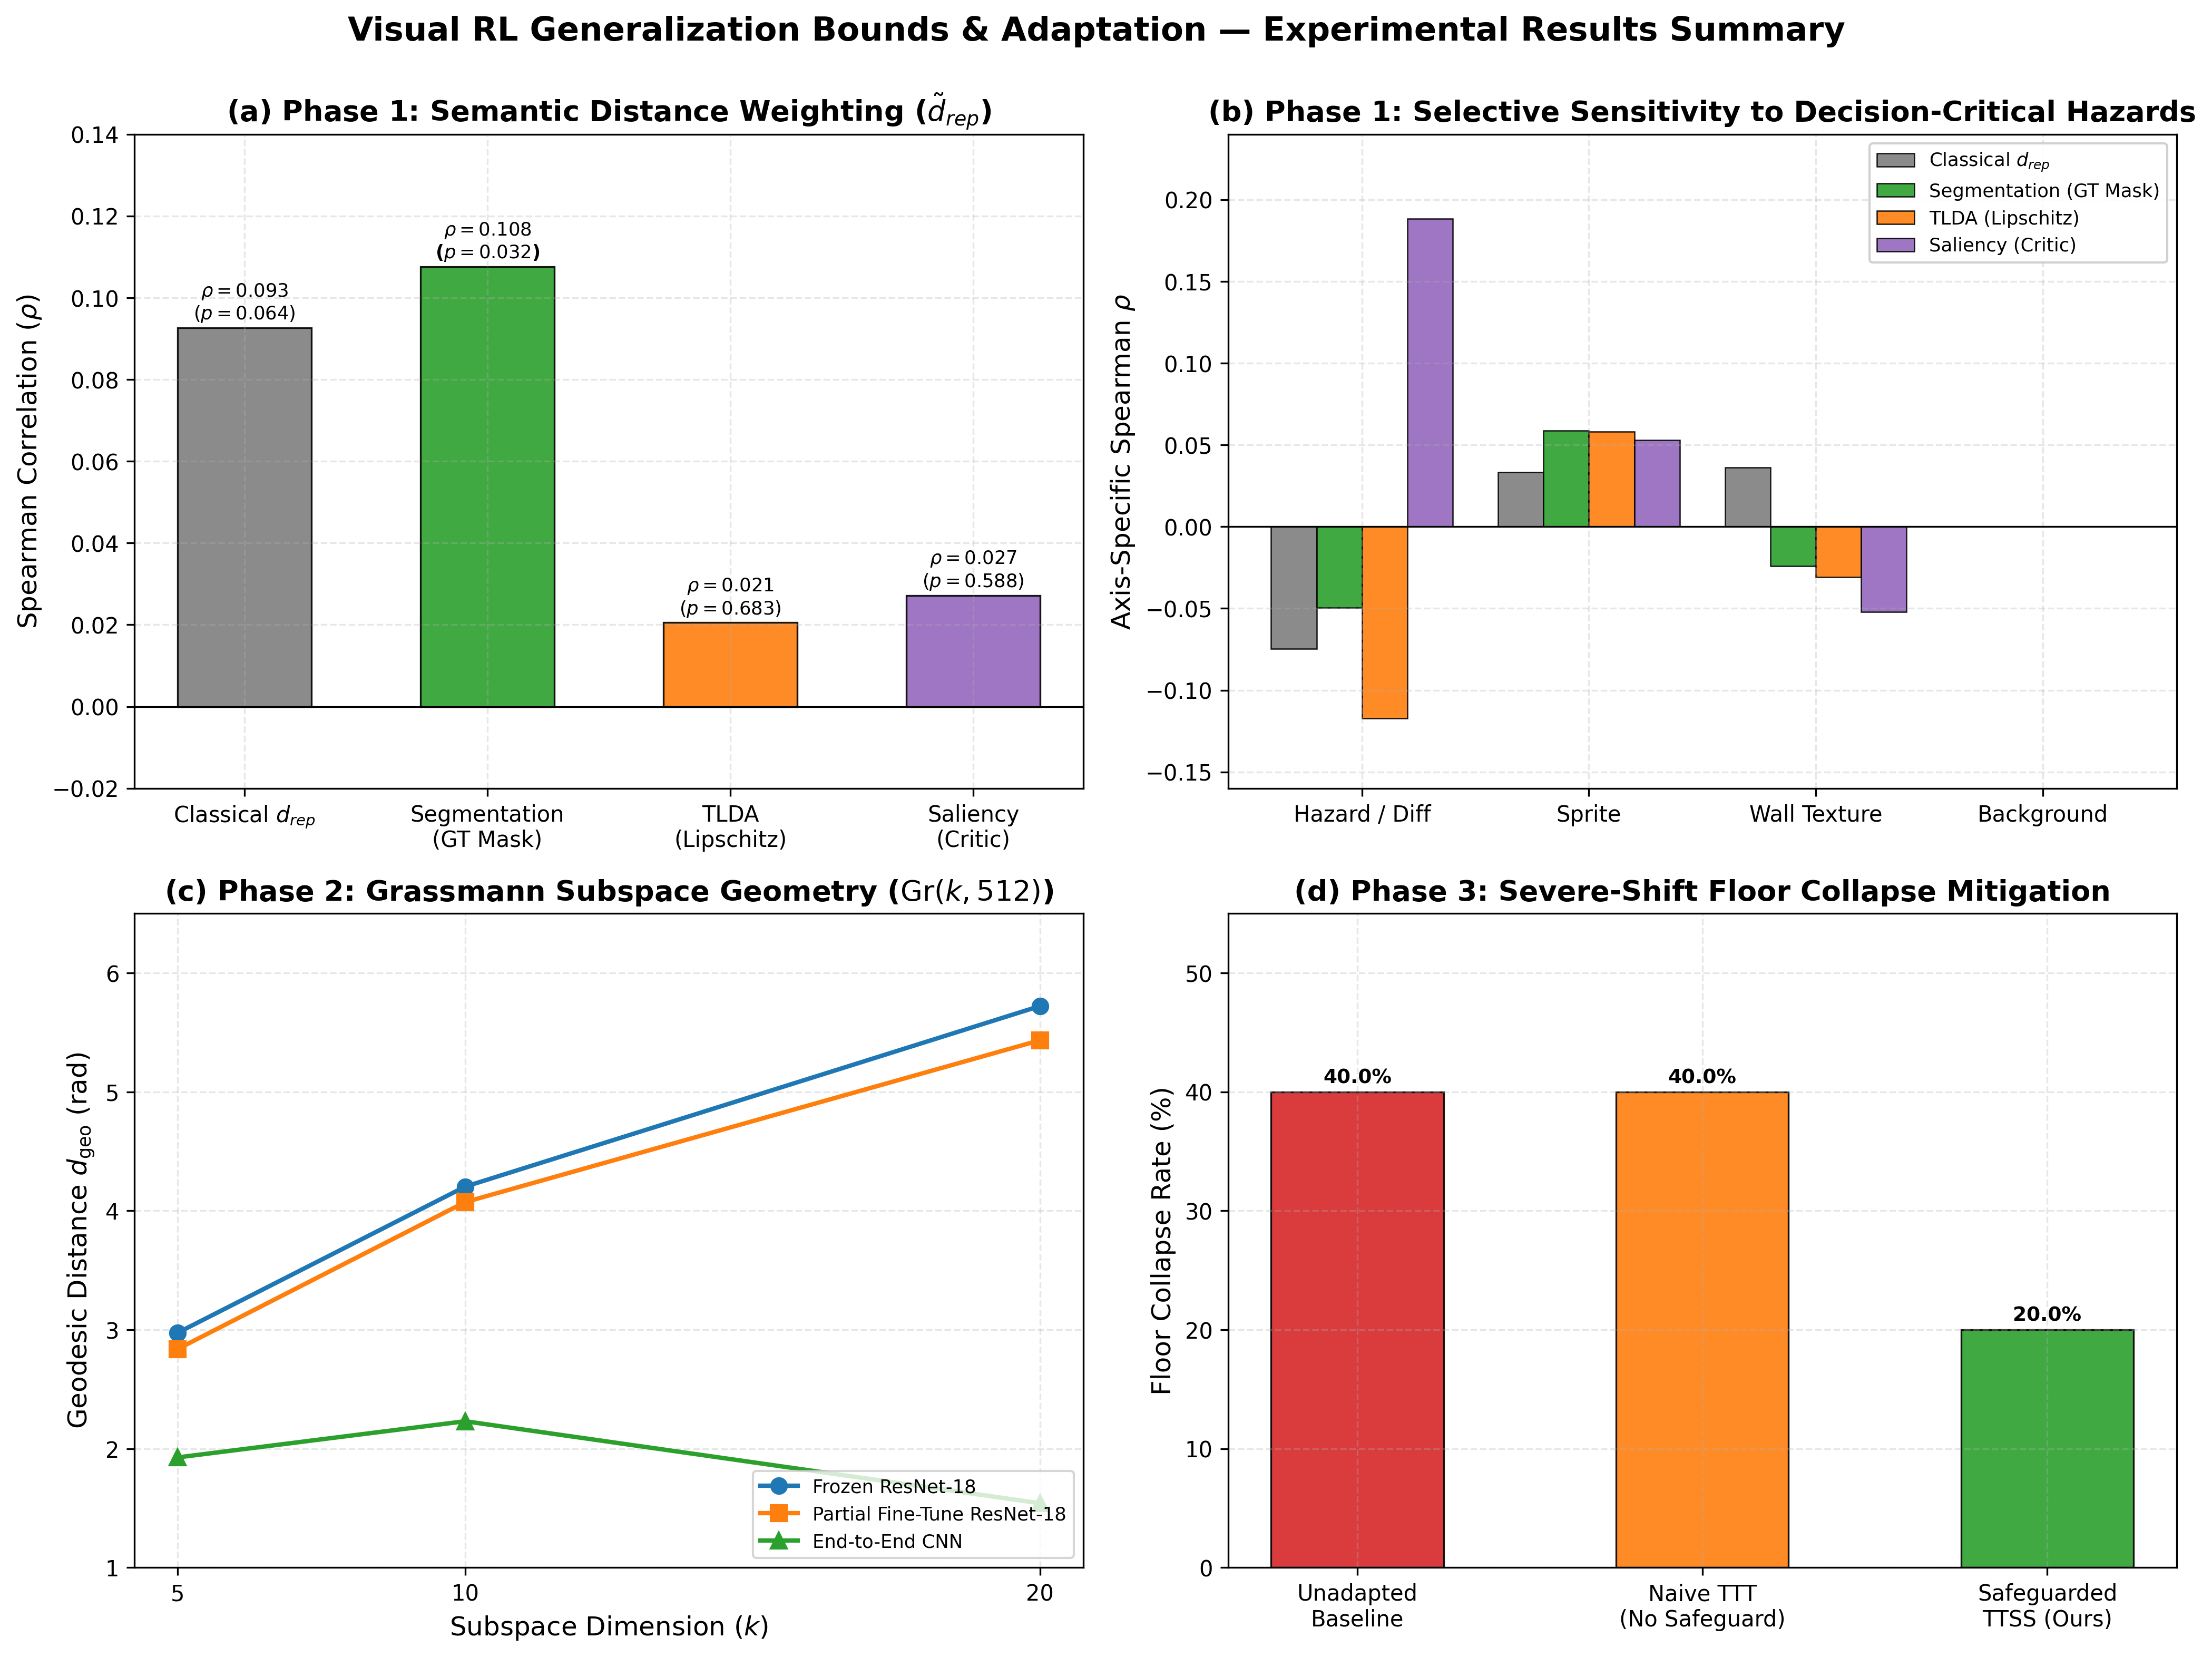 Visual RL Generalization Bounds & Adaptation — Experimental Results Summary
(a) Phase 1: Semantic Distance Weighting (d̃_rep)
Spearman Correlation (ρ)
0.14
0.12
0.10
0.08
0.06
0.04
0.02
0.00
−0.02
ρ = 0.093
(p = 0.064)
ρ = 0.108
(p = 0.032)
ρ = 0.021
(p = 0.683)
ρ = 0.027
(p = 0.588)
Classical d_rep
Segmentation
(GT Mask)
TLDA
(Lipschitz)
Saliency
(Critic)
(b) Phase 1: Selective Sensitivity to Decision-Critical Hazards
Axis-Specific Spearman ρ
0.20
0.15
0.10
0.05
0.00
−0.05
−0.10
−0.15
Classical d_rep
Segmentation (GT Mask)
TLDA (Lipschitz)
Saliency (Critic)
Hazard / Diff
Sprite
Wall Texture
Background
(c) Phase 2: Grassmann Subspace Geometry (Gr(k, 512))
Geodesic Distance d_geo (rad)
6
5
4
3
2
1
Frozen ResNet-18
Partial Fine-Tune ResNet-18
End-to-End CNN
5
10
20
Subspace Dimension (k)
(d) Phase 3: Severe-Shift Floor Collapse Mitigation
Floor Collapse Rate (%)
50
40
30
20
10
0
40.0%
40.0%
20.0%
Unadapted
Baseline
Naive TTT
(No Safeguard)
Safeguarded
TTSS (Ours)